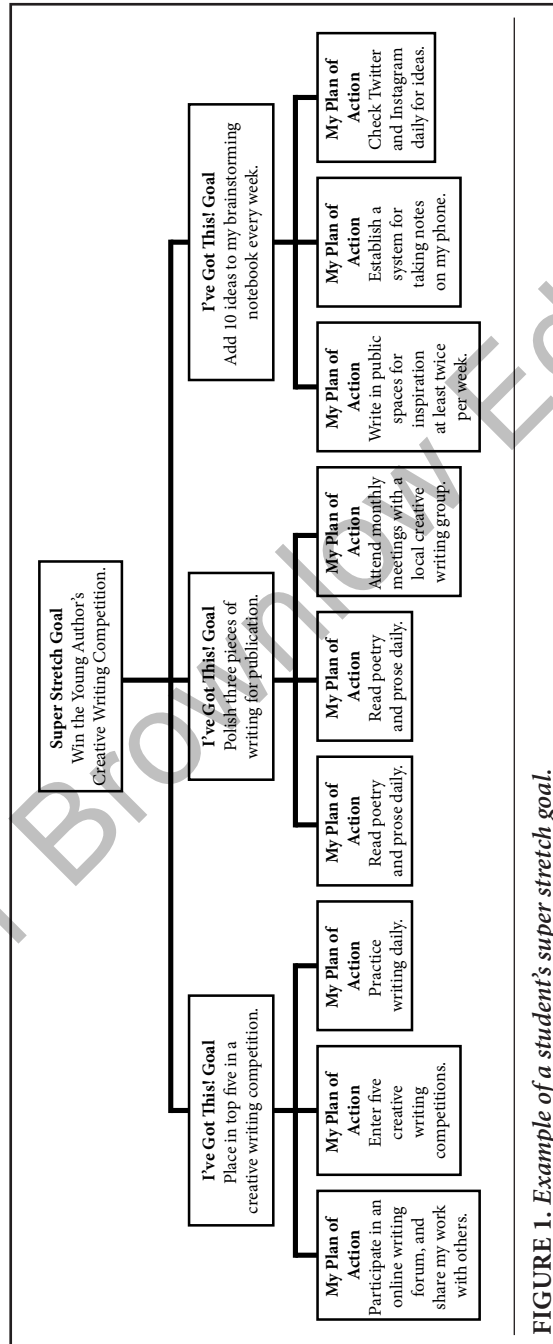 Super Stretch Goal
Win the Young Author's
Creative Writing Competition.
I've Got This! Goal
Place in top five in a
creative writing competition.
I've Got This! Goal
Polish three pieces of
writing for publication.
I've Got This! Goal
Add 10 ideas to my brainstorming
notebook every week.
My Plan of
Action
Participate in an
online writing
forum, and
share my work
with others.
My Plan of
Action
Enter five
creative
writing
competitions.
My Plan of
Action
Practice
writing daily.
My Plan of
Action
Read poetry
and prose daily.
My Plan of
Action
Read poetry
and prose daily.
My Plan of
Action
Attend monthly
meetings with a
local creative
writing group.
My Plan of
Action
Write in public
spaces for
inspiration
at least twice
per week.
My Plan of
Action
Establish a
system for
taking notes
on my phone.
My Plan of
Action
Check Twitter
and Instagram
daily for ideas.
FIGURE 1. Example of a student's super stretch goal.
Brownlow